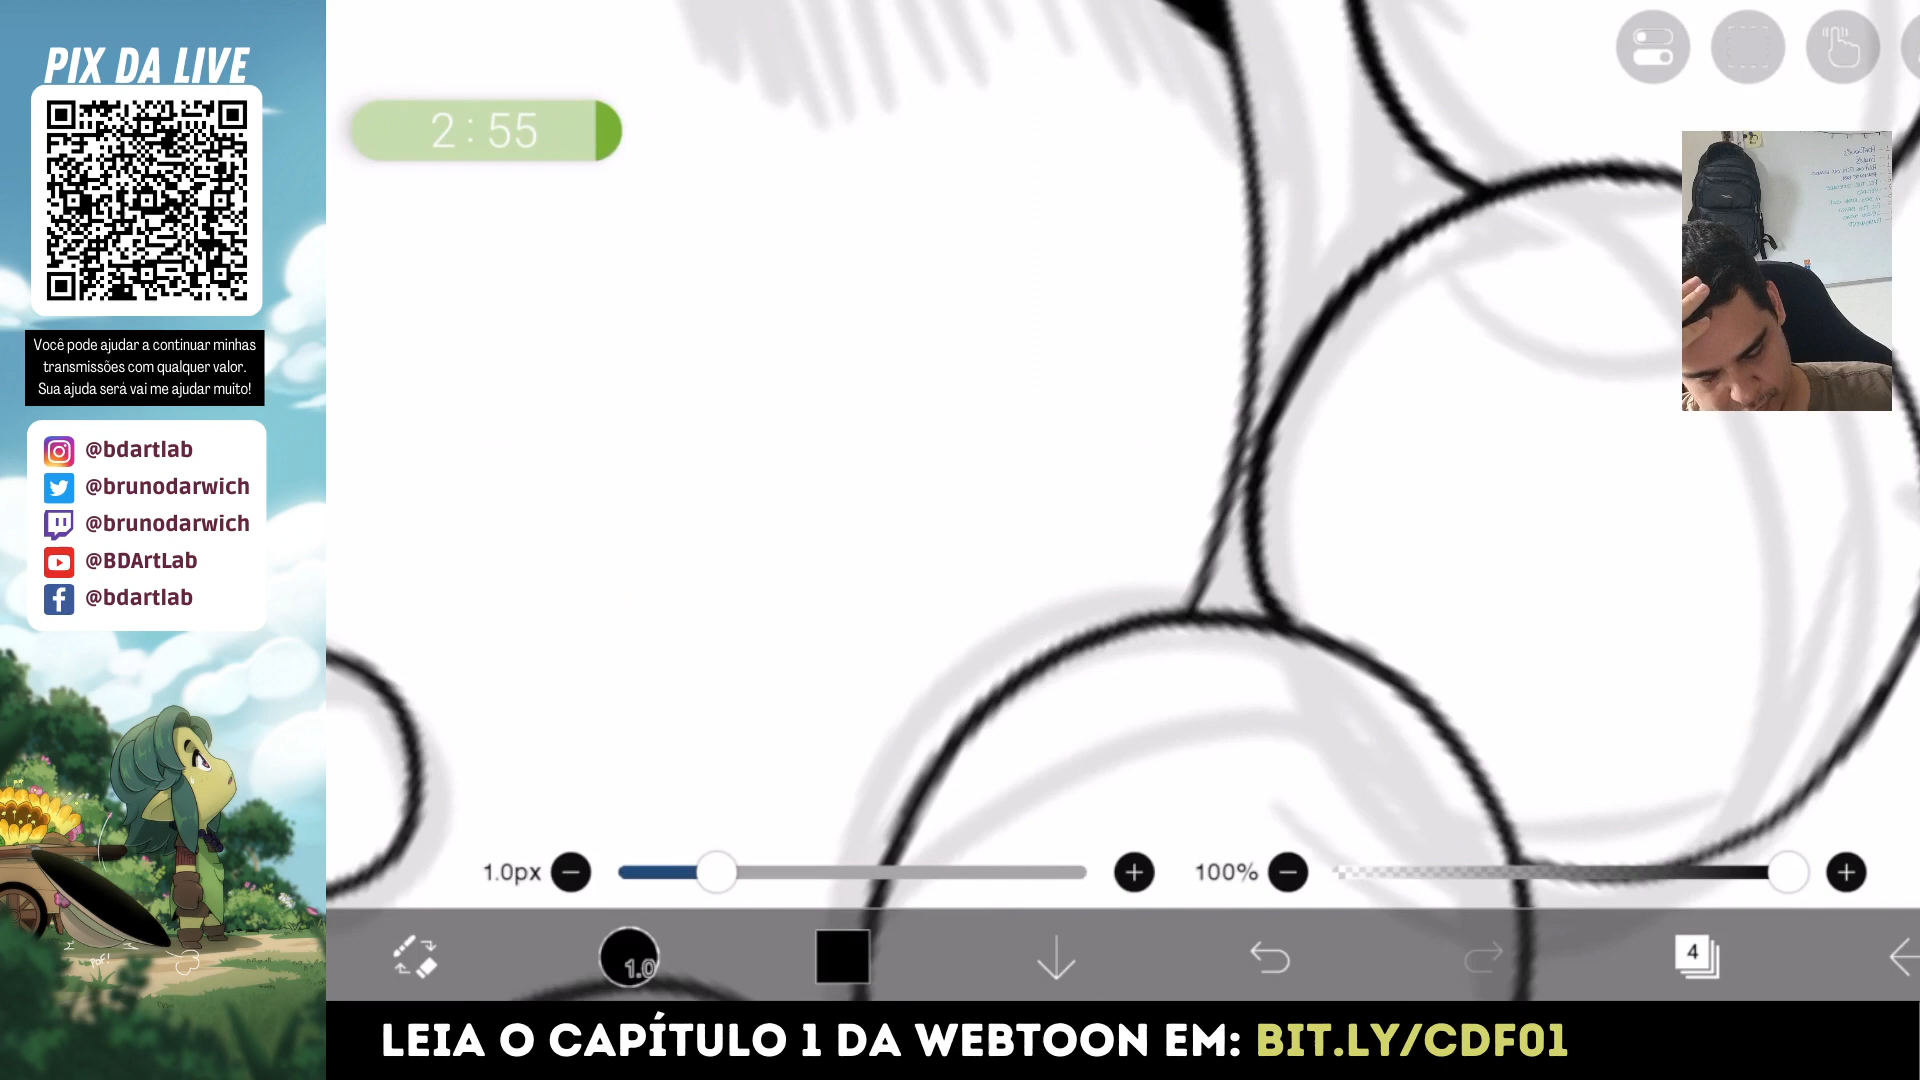 PIX DA LIVE
Você pode ajudar a continuar minhas
transmissões com qualquer valor.
Sua ajuda será vai me ajudar muito!
@bdartlab
@brunodarwich
@brunodarwich
@BDArtLab
@bdartlab
POF!
2:55
1.0px
100%
1.0
4
LEIA O CAPÍTULO 1 DA WEBTOON EM: BIT.LY/CDF01